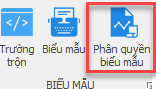 Trường
trộn
Biểu mẫu
Phân quyền
biểu mẫu
BIỂU MẪU